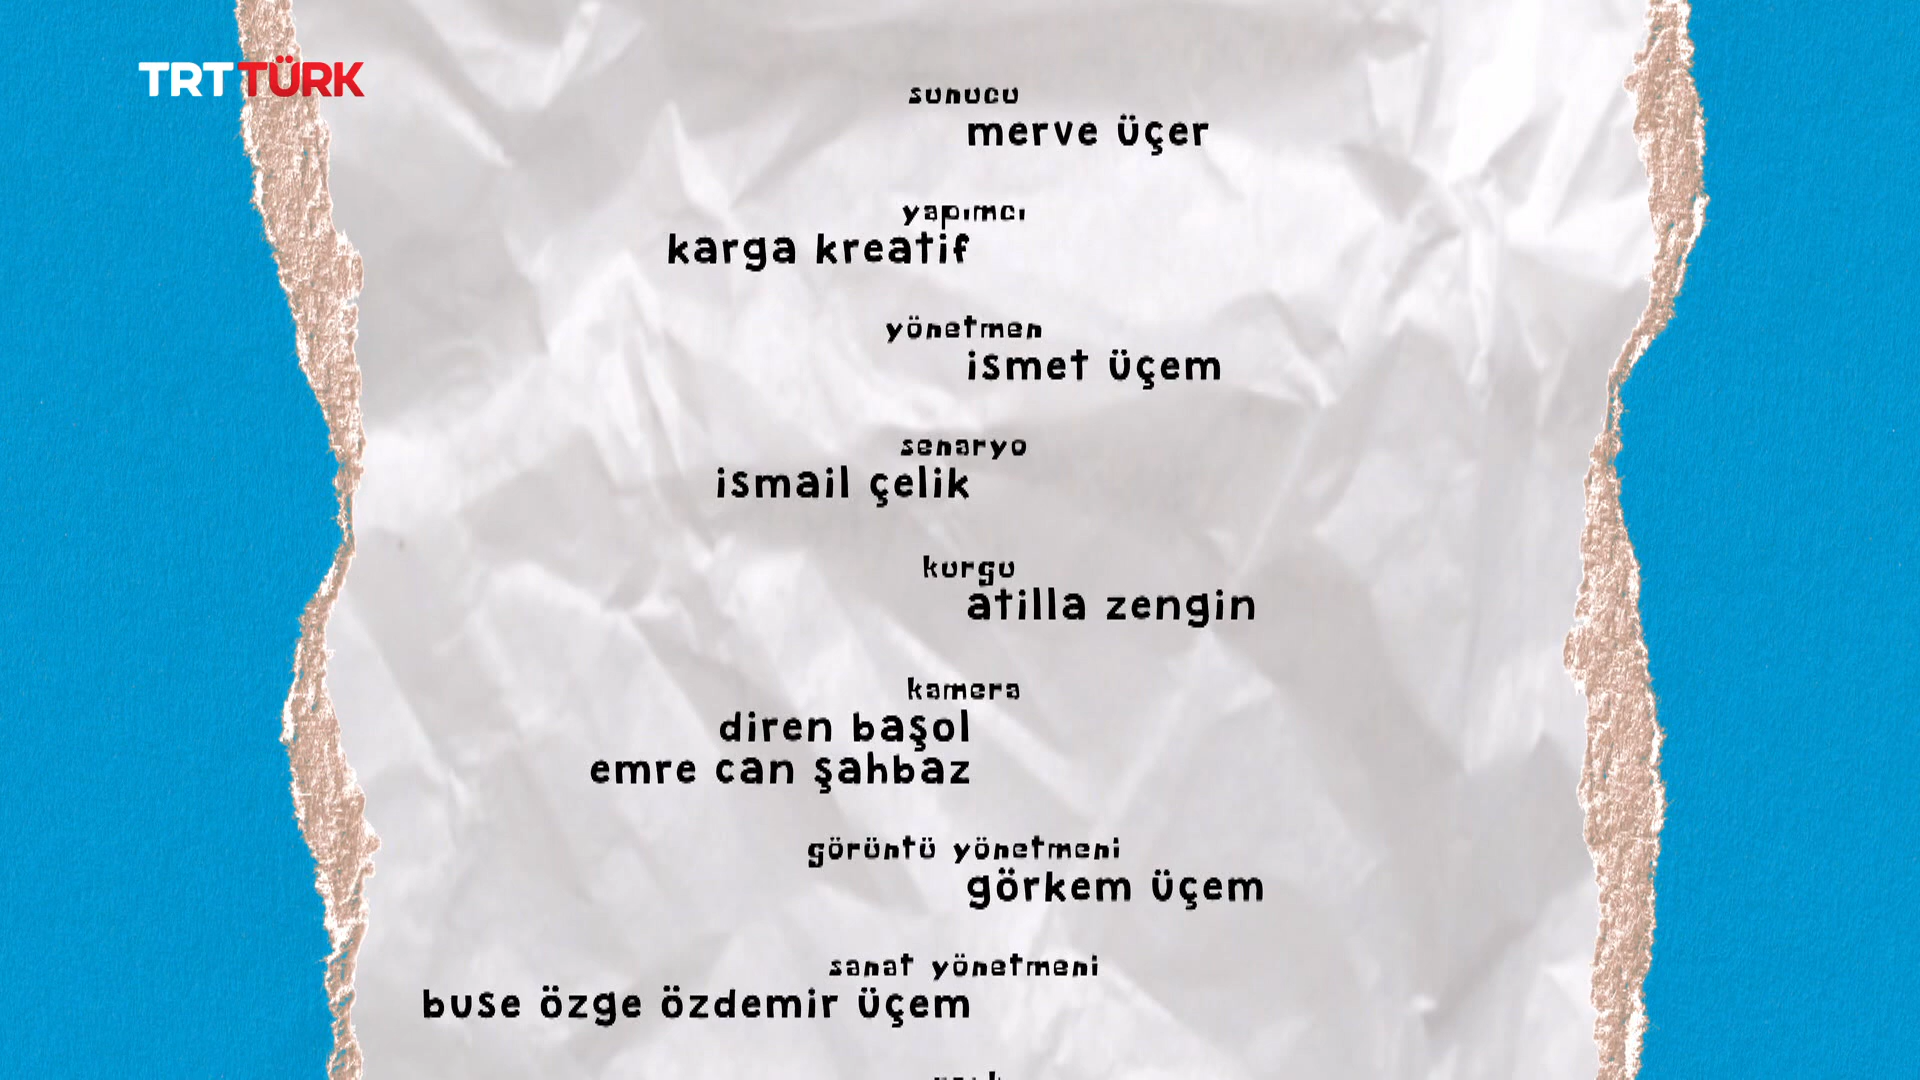 TRT TÜRK
sunucu
merve üçer
yapımcı
karga kreatif
yönetmen
ismet üçem
senaryo
ismail çelik
kurgu
atilla zengin
kamera
diren başol
emre can şahbaz
görüntü yönetmeni
görkem üçem
sanat yönetmeni
buse özge özdemir üçem